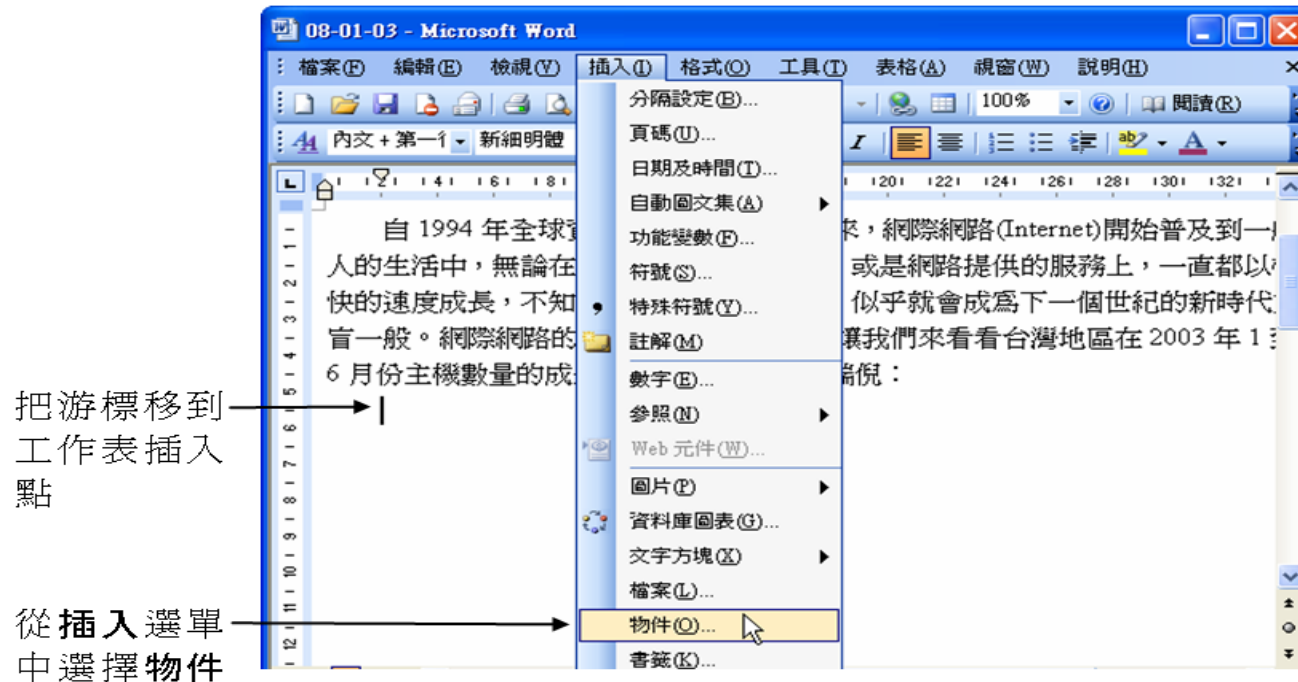 08-01-03 - Microsoft Word
檔案(F) 編輯(E) 檢視(V) 插入(I) 格式(O) 工具(T) 表格(A) 視窗(W) 說明(H)
100% 閱讀(R)
內文 + 第一行 新細明體
分隔設定(B)...
頁碼(U)...
日期及時間(T)...
自動圖文集(A)
功能變數(F)...
符號(S)...
特殊符號(Y)...
註解(M)
數字(E)...
參照(N)
Web 元件(W)...
圖片(P)
資料庫圖表(G)...
文字方塊(X)
檔案(L)...
物件(O)...
書籤(K)...
自 1994 年全球資 來,網際網路(Internet)開始普及到一
人的生活中,無論在 或是網路提供的服務上,一直都以
快的速度成長,不知 似乎就會成為下一個世紀的新時代
盲一般。網際網路的 讓我們來看看台灣地區在 2003 年 1
6 月份主機數量的成 倪:
把游標移到
工作表插入
點
從插入選單
中選擇物件